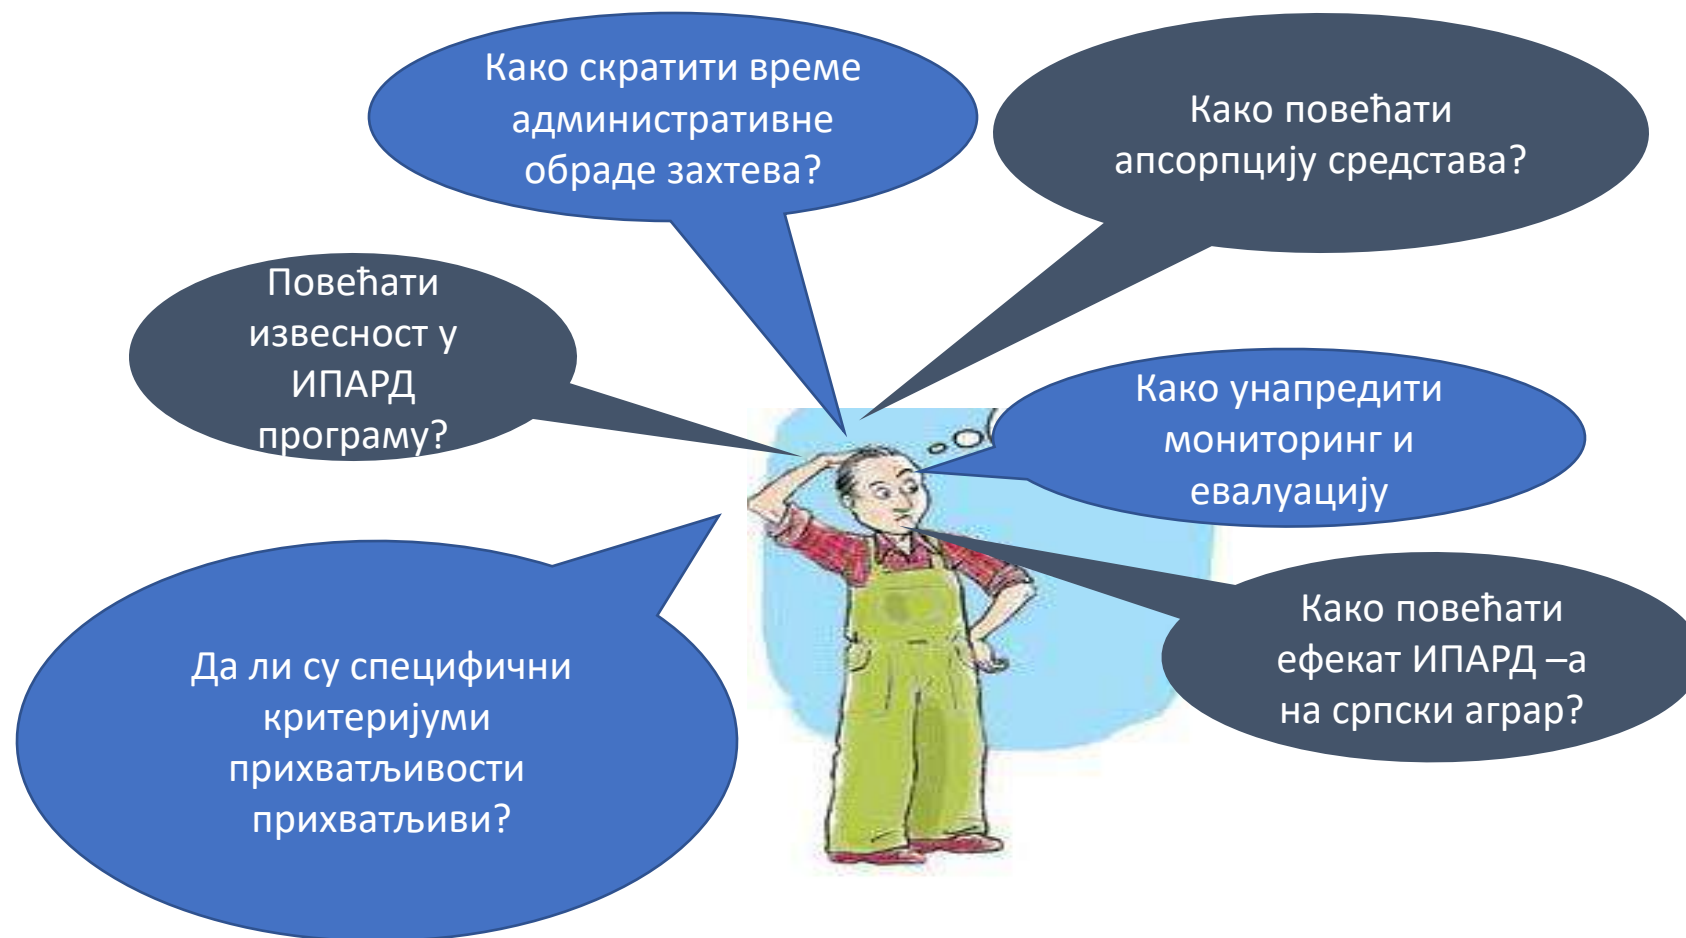 Како скратити време
административне
обраде захтева?
Како повећати
апсорпцију средстава?
Повећати
извесност у
ИПАРД
програму?
Како унапредити
мониторинг и
евалуацију
Да ли су специфични
критеријуми
прихватљивости
прихватљиви?
Како повећати
ефекат ИПАРД –а
на српски аграр?